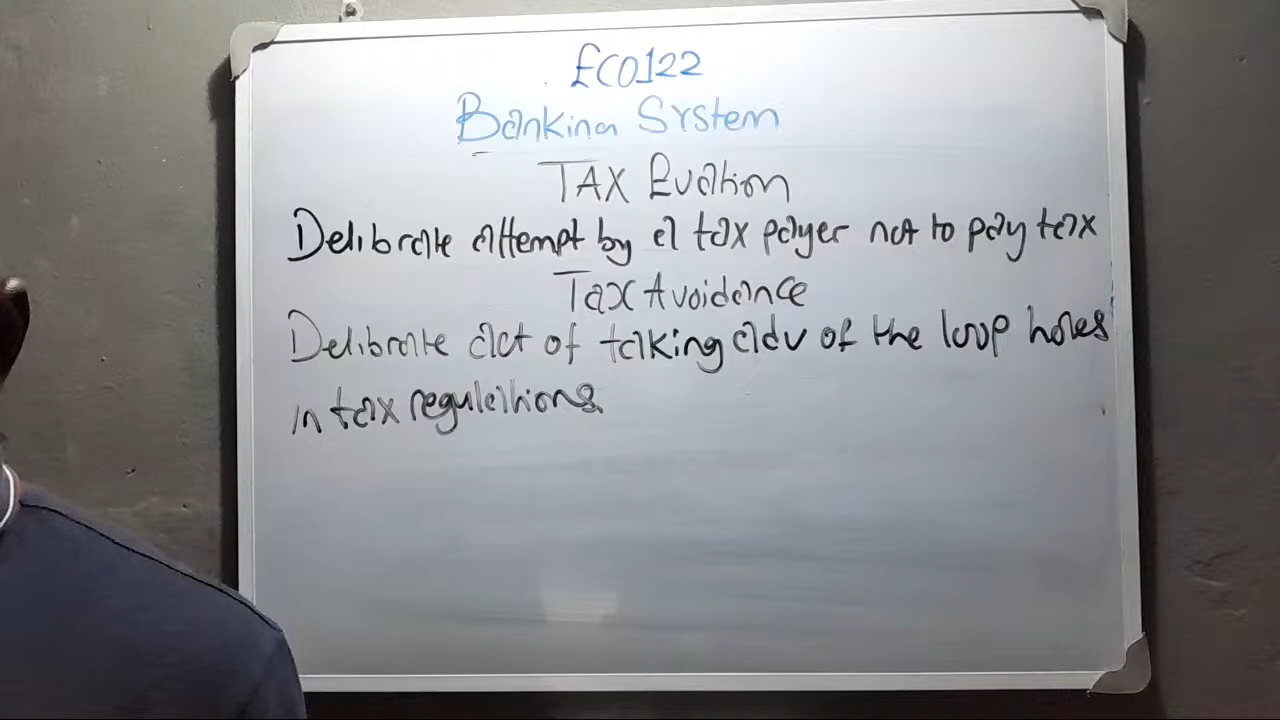 ECO122
Banking System
TAX Evation
Delibrate attempt by a tax payer not to pay tax
Tax Avoidance
Delibrate act of taking adv of the loop holes
in tax regulations